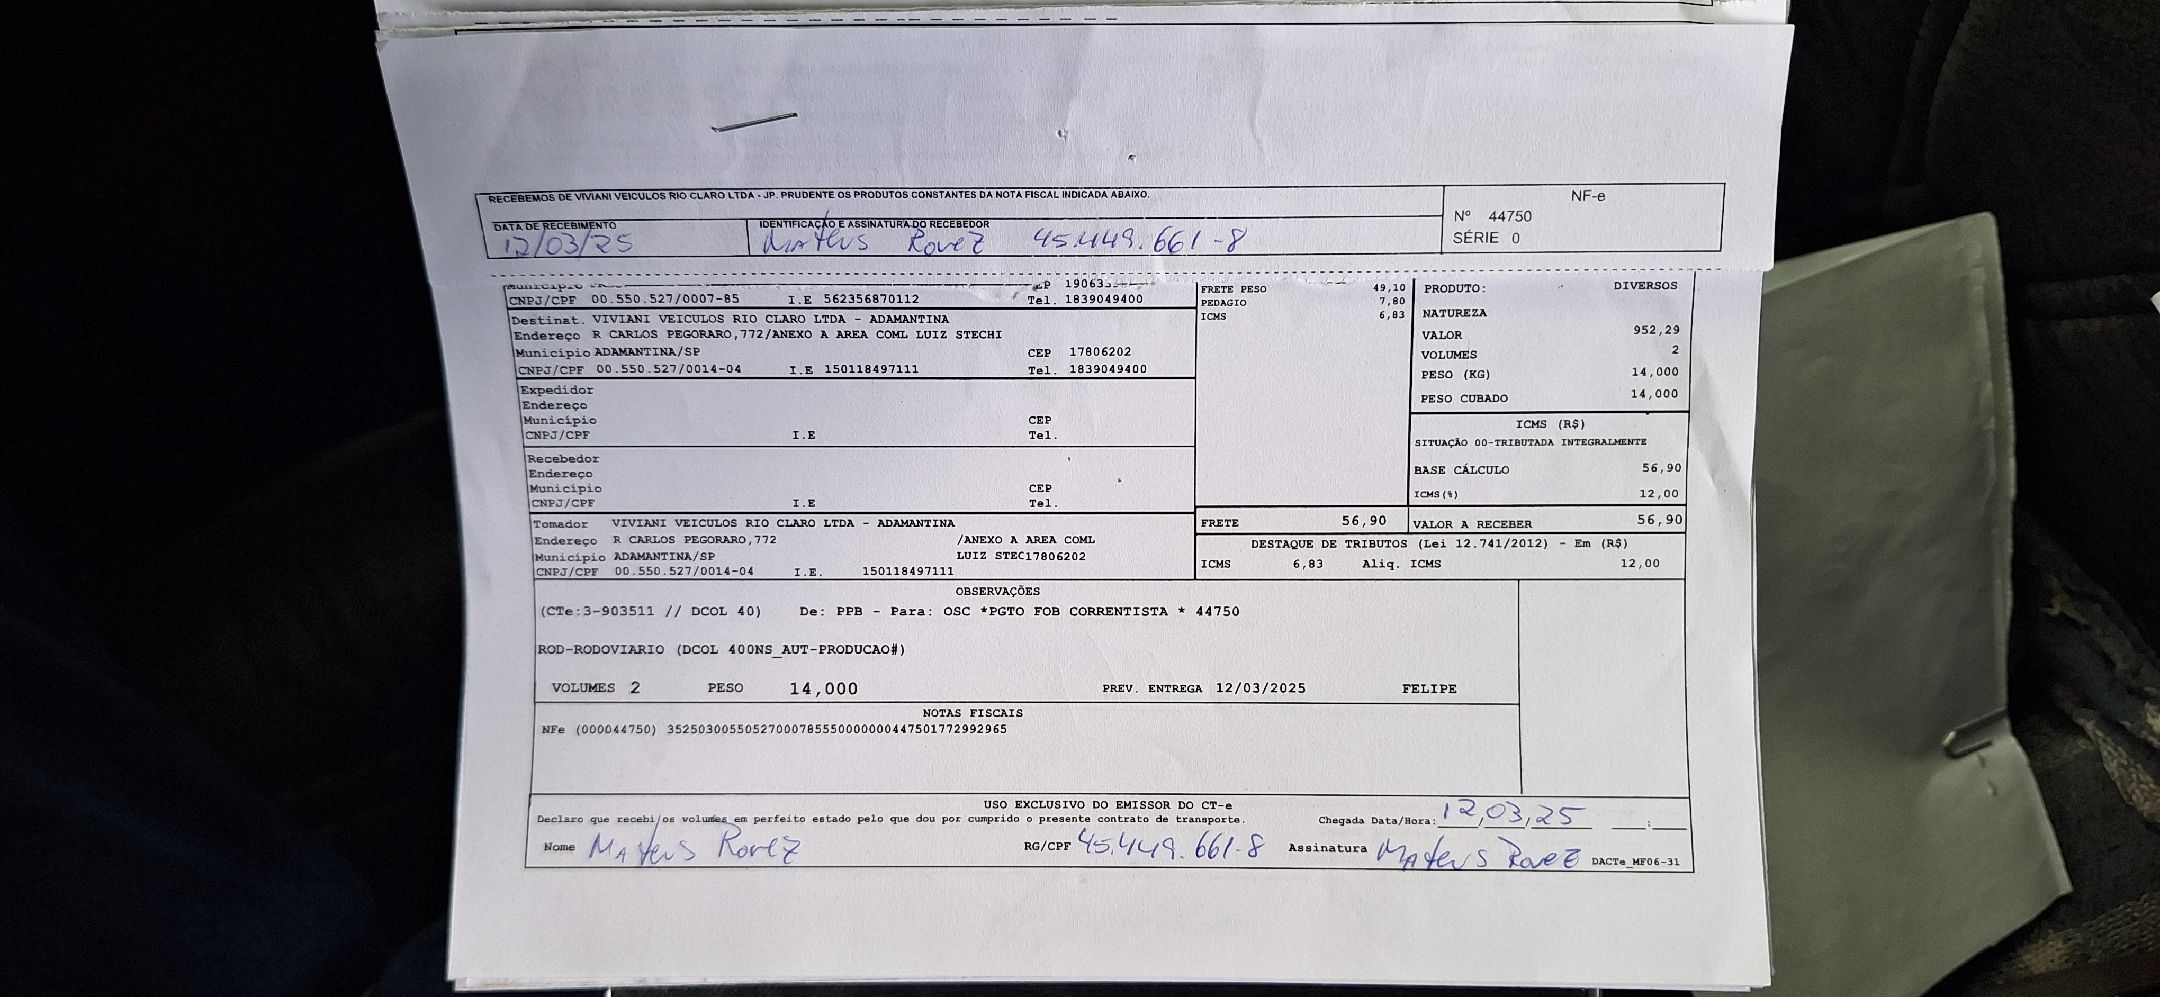 RECEBEMOS DE VIVIANI VEICULOS RIO CLARO LTDA - JP. PRUDENTE OS PRODUTOS CONSTANTES DA NOTA FISCAL INDICADA ABAIXO.
NF-e
Nº 44750
SÉRIE 0
DATA DE RECEBIMENTO
12/03/25
IDENTIFICAÇÃO E ASSINATURA DO RECEBEDOR
Mateus Rovez 45.449.661-8
CNPJ/CPF 00.550.527/0007-85 I.E 562356870112 Tel. 1839049400
Destinat. VIVIANI VEICULOS RIO CLARO LTDA - ADAMANTINA
Endereço R CARLOS PEGORARO,772/ANEXO A AREA COML LUIZ STECHI
Município ADAMANTINA/SP CEP 17806202
CNPJ/CPF 00.550.527/0014-04 I.E 150118497111 Tel. 1839049400
Expedidor
Endereço
Município CEP
CNPJ/CPF I.E Tel.
Recebedor
Endereço
Município CEP
CNPJ/CPF I.E Tel.
Tomador VIVIANI VEICULOS RIO CLARO LTDA - ADAMANTINA
Endereço R CARLOS PEGORARO,772 /ANEXO A AREA COML
Município ADAMANTINA/SP LUIZ STEC17806202
CNPJ/CPF 00.550.527/0014-04 I.E. 150118497111
FRETE PESO 49,10
PEDAGIO 7,80
ICMS 6,83
FRETE 56,90
PRODUTO: DIVERSOS
NATUREZA
VALOR 952,29
VOLUMES 2
PESO (KG) 14,000
PESO CUBADO 14,000
ICMS (R$)
SITUAÇÃO 00-TRIBUTADA INTEGRALMENTE
BASE CÁLCULO 56,90
ICMS(%) 12,00
VALOR A RECEBER 56,90
DESTAQUE DE TRIBUTOS (Lei 12.741/2012) - Em (R$)
ICMS 6,83 Aliq. ICMS 12,00
OBSERVAÇÕES
(CTe:3-903511 // DCOL 40) De: PPB - Para: OSC *PGTO FOB CORRENTISTA * 44750
ROD-RODOVIARIO (DCOL 400NS_AUT-PRODUCAO#)
VOLUMES 2 PESO 14,000 PREV. ENTREGA 12/03/2025 FELIPE
NOTAS FISCAIS
NFe (000044750) 35250300550527000785550000000447501772992965
USO EXCLUSIVO DO EMISSOR DO CT-e
Declaro que recebi os volumes em perfeito estado pelo que dou por cumprido o presente contrato de transporte. Chegada Data/Hora: 12/03/25 __:__
Nome Mateus Rovez RG/CPF 45.449.661-8 Assinatura Mateus Rovez DACTe_MF06-31